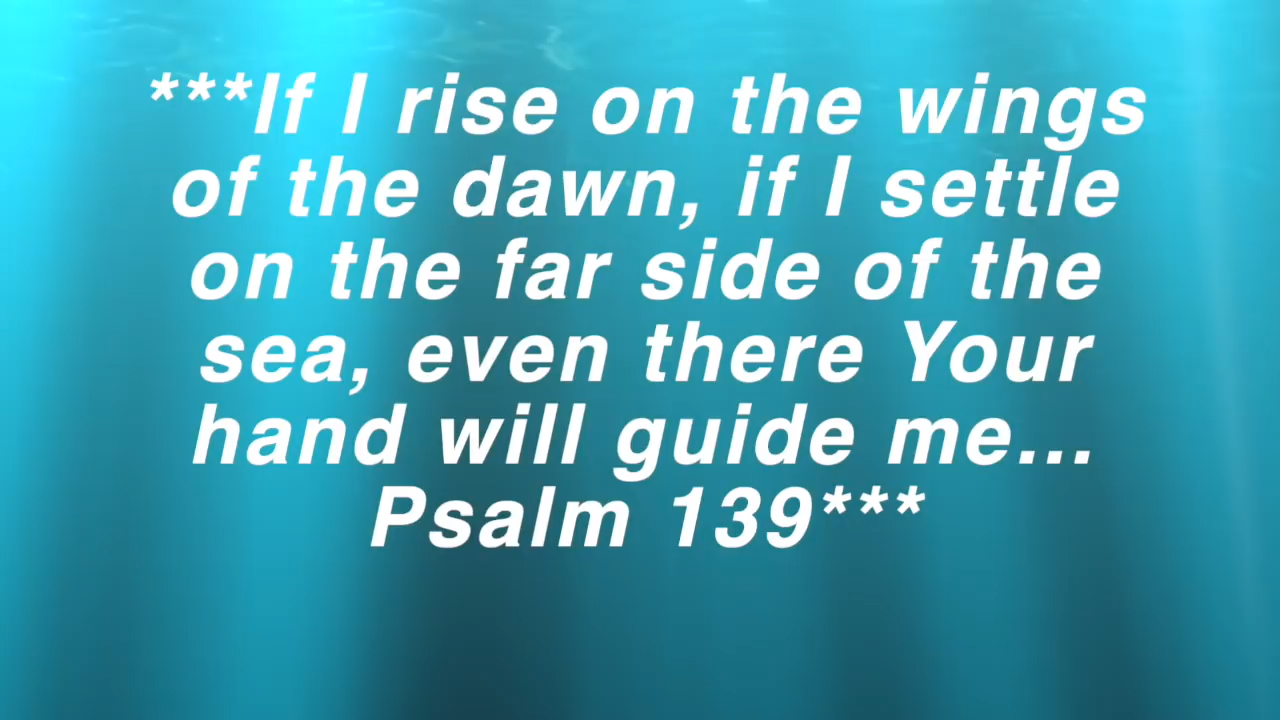 ***If I rise on the wings
of the dawn, if I settle
on the far side of the
sea, even there Your
hand will guide me...
Psalm 139***